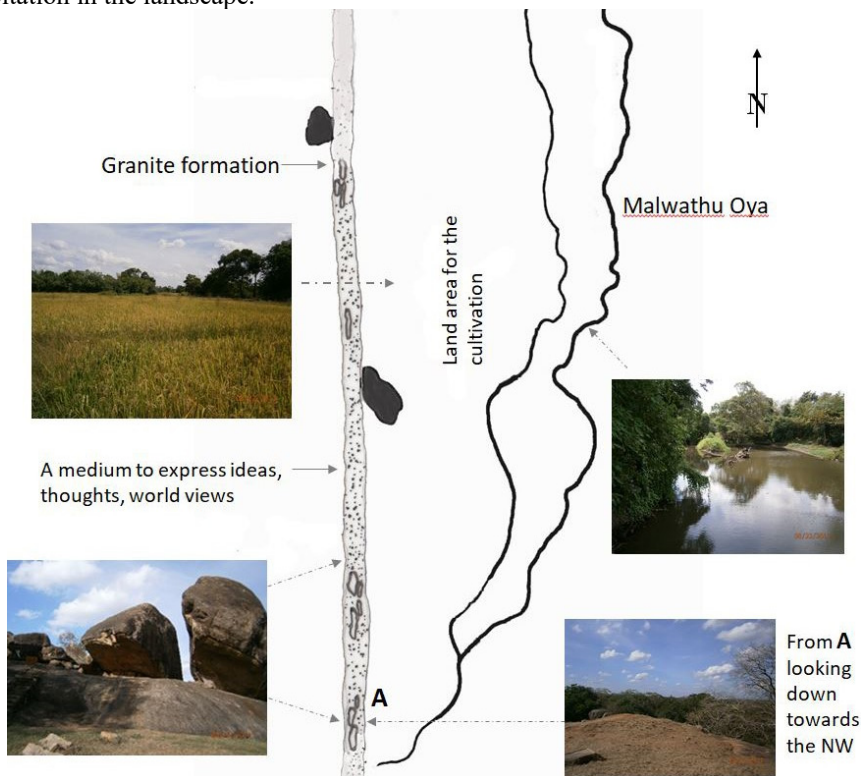 itation in the landscape.
N
Granite formation
Malwathu Oya
Land area for the
cultivation
A medium to express ideas,
thoughts, world views
A
From A
looking
down
towards
the NW